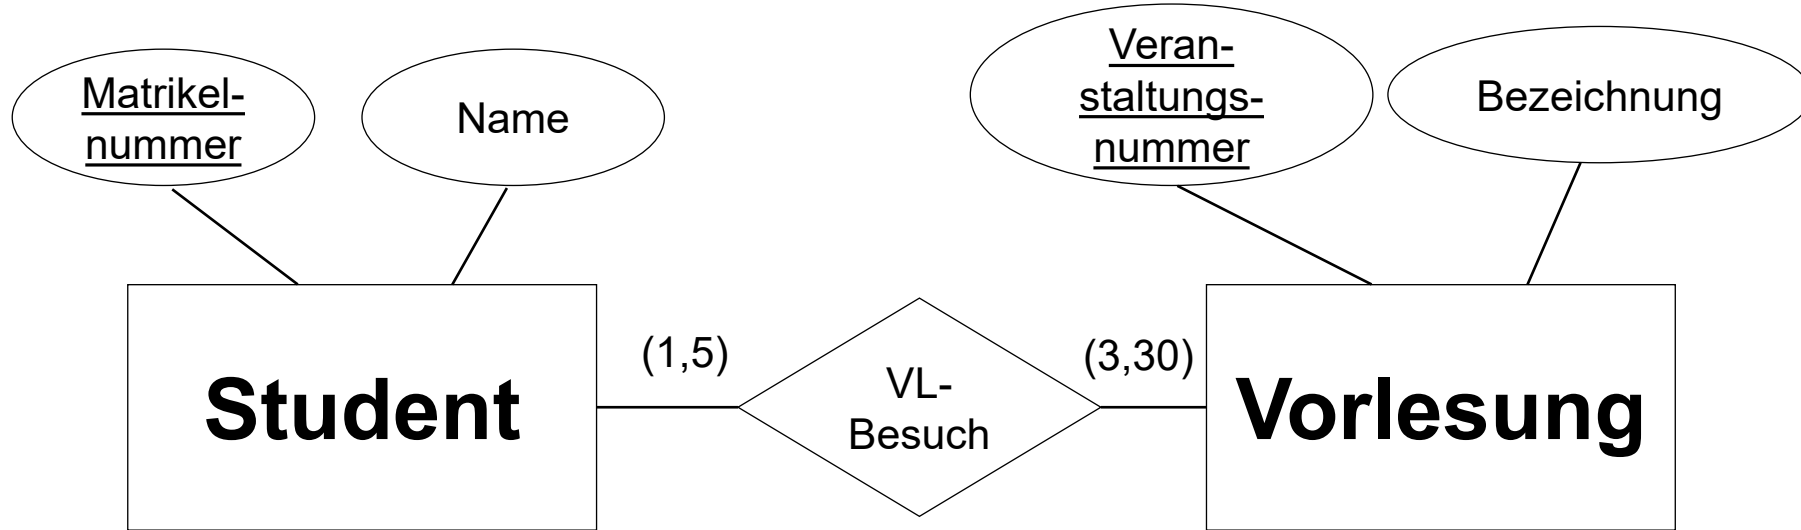 Matrikel-
nummer
Name
Veran-
staltungs-
nummer
Bezeichnung
Student
(1,5)
VL-
Besuch
(3,30)
Vorlesung